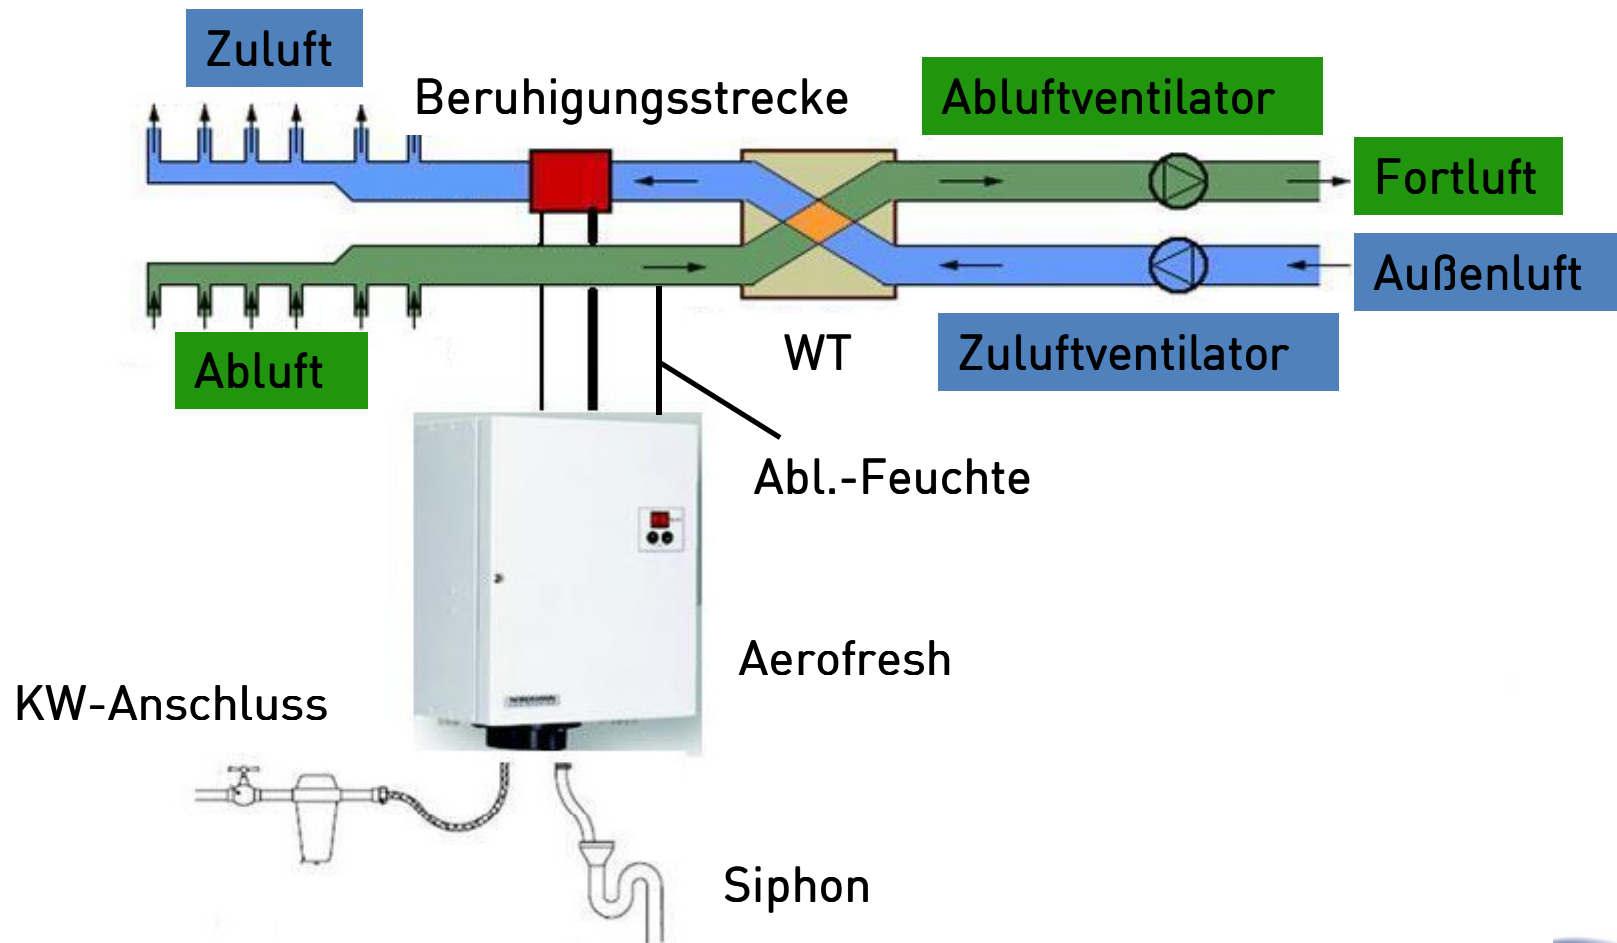 Zuluft
Beruhigungsstrecke
Abluftventilator
Fortluft
Außenluft
WT
Zuluftventilator
Abluft
Abl.-Feuchte
Aerofresh
KW-Anschluss
Siphon